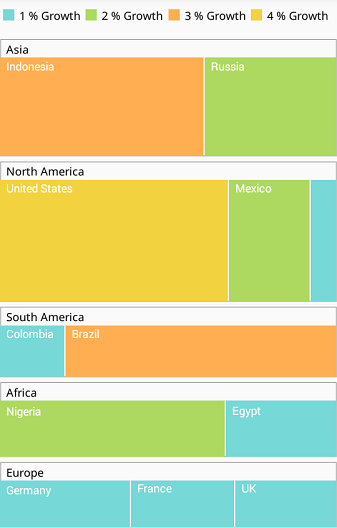 1 % Growth 2 % Growth 3 % Growth 4 % Growth
Asia
Indonesia Russia
North America
United States Mexico
South America
Colombia Brazil
Africa
Nigeria Egypt
Europe
Germany France UK